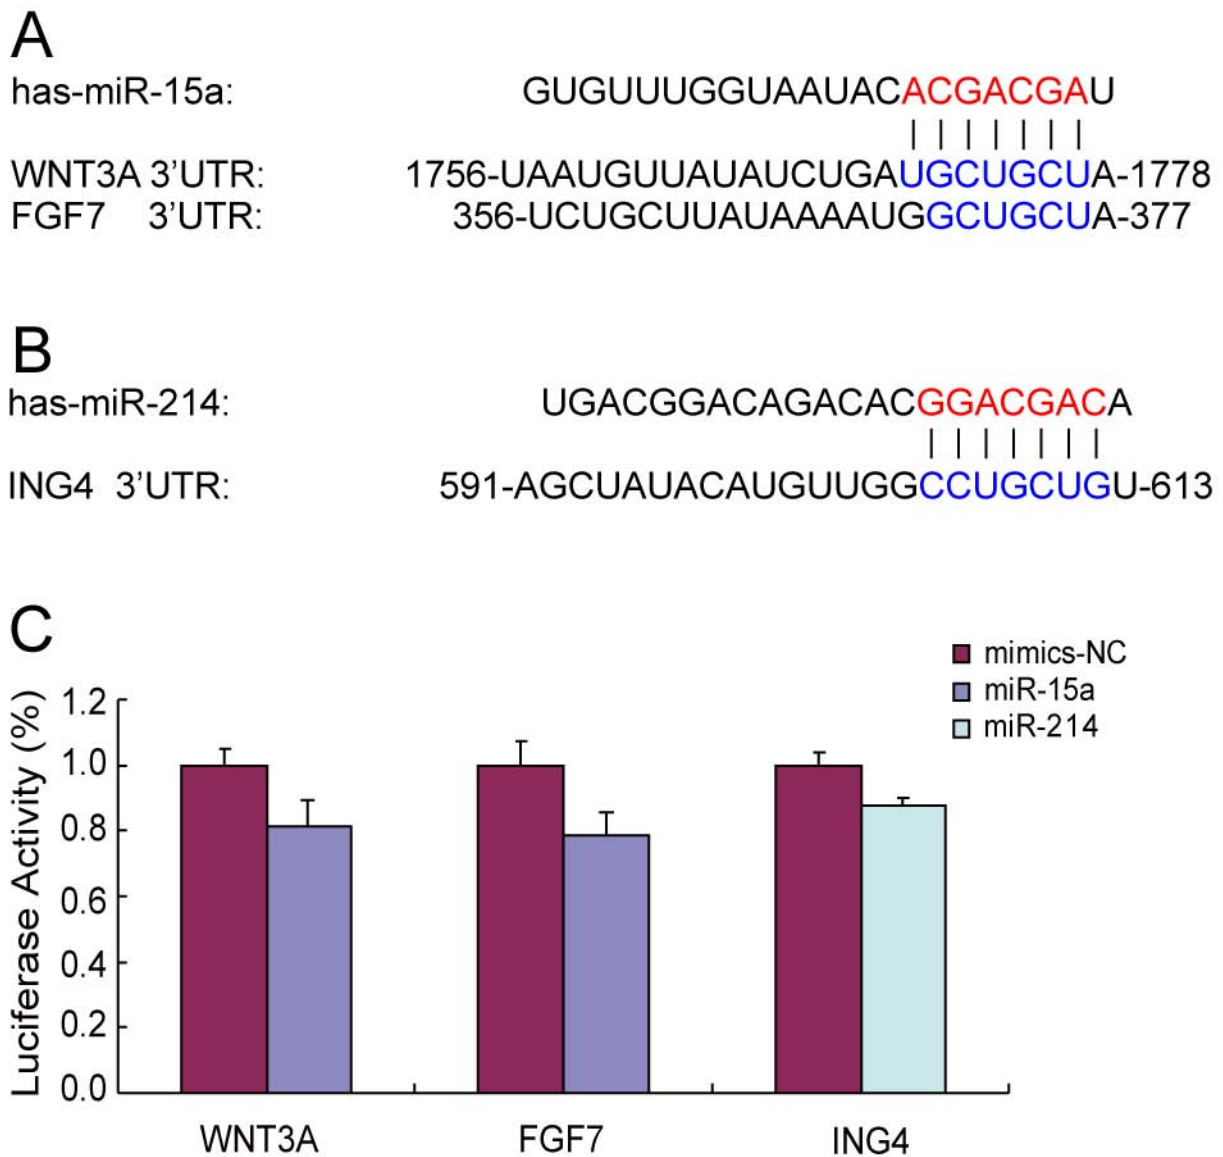 A
has-miR-15a: GUGUUUGGUAAUACACGACGAU
WNT3A 3’UTR: 1756-UAAUGUUAUAUCUGAUGCUGCUA-1778
FGF7 3’UTR: 356-UCUGCUUAUAAAAUGGCUGCUA-377
B
has-miR-214: UGACGGACAGACACGGACGACA
ING4 3’UTR: 591-AGCUAUACAUGUUGGCCUGCUGU-613
C
mimics-NC
miR-15a
miR-214
Luciferase Activity (%)
1.2
1.0
0.8
0.6
0.4
0.2
0.0
WNT3A FGF7 ING4